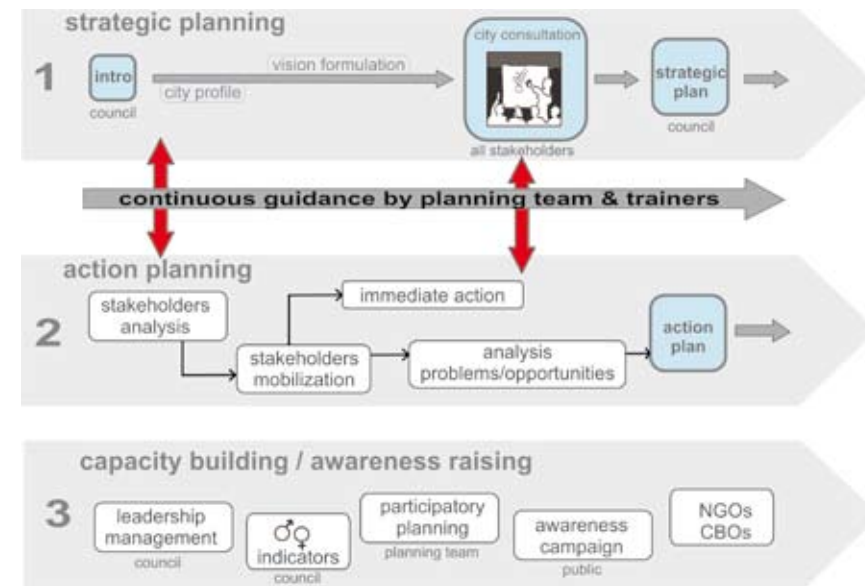 strategic planning
1
intro
council
city profile
vision formulation
city consultation
all stakeholders
strategic
plan
council
continuous guidance by planning team & trainers
action planning
2
stakeholders
analysis
stakeholders
mobilization
immediate action
analysis
problems/opportunities
action
plan
capacity building / awareness raising
3
leadership
management
council
♂♀
indicators
council
participatory
planning
planning team
awareness
campaign
public
NGOs
CBOs